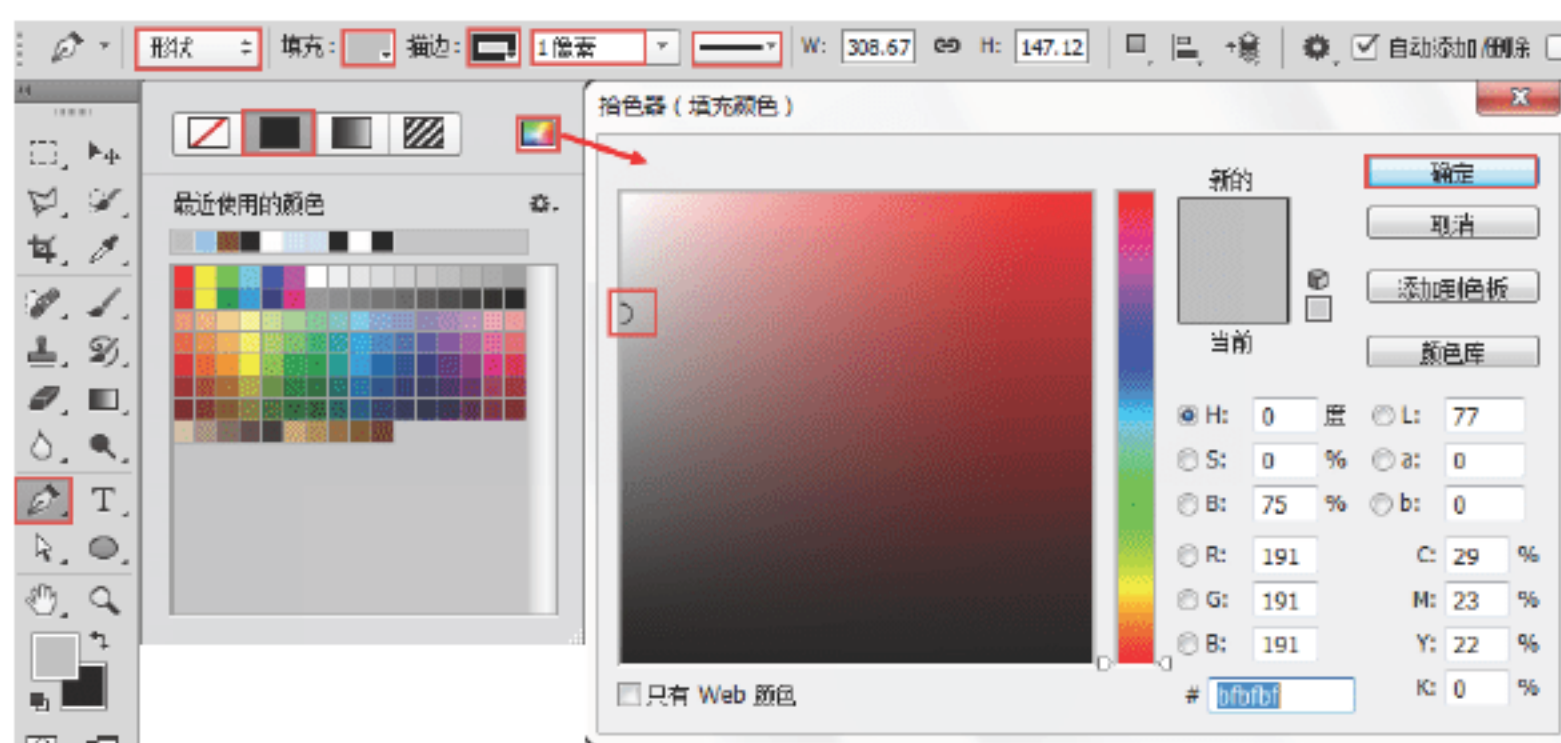 形状 填充: 描边: 1像素 W: 308.67 H: 147.12 自动添加/删除
拾色器（填充颜色）
最近使用的颜色
新的
当前
确定
取消
添加到色板
颜色库
H: 0 度 L: 77
S: 0 % a: 0
B: 75 % b: 0
R: 191 C: 29 %
G: 191 M: 23 %
B: 191 Y: 22 %
# bfbfbf K: 0 %
只有 Web 颜色
T